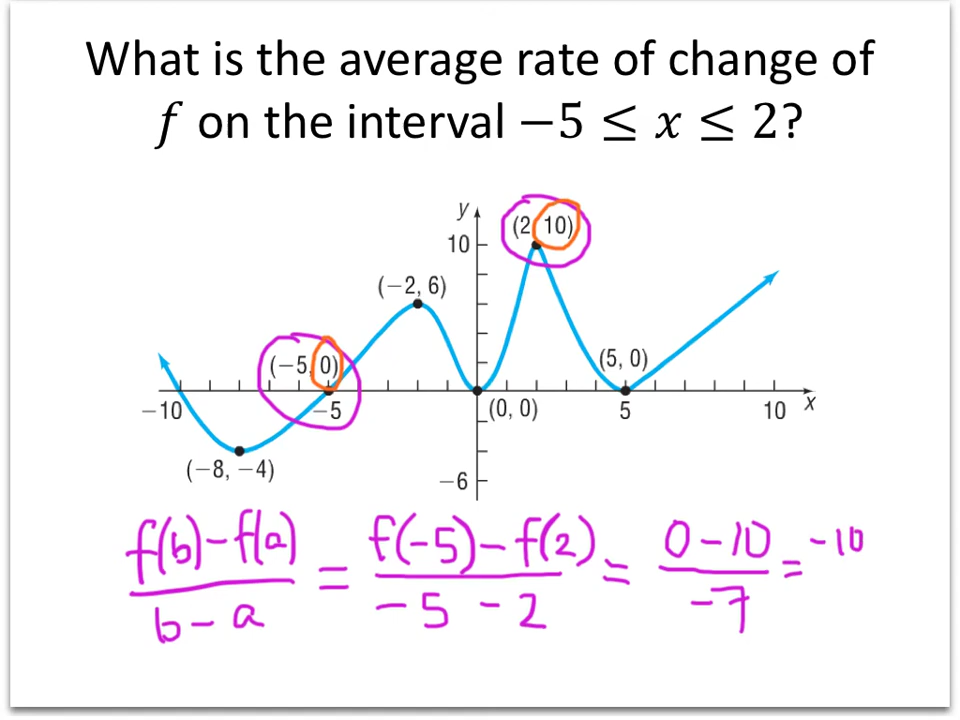 What is the average rate of change of
f on the interval −5 ≤ x ≤ 2?
y
(2, 10)
10
(−2, 6)
(−5, 0)
(5, 0)
−10
−5
(0, 0)
5
10
x
(−8, −4)
−6
f(b)−f(a) / b−a = f(−5)−f(2) / −5−2 = 0−10 / −7 = −10